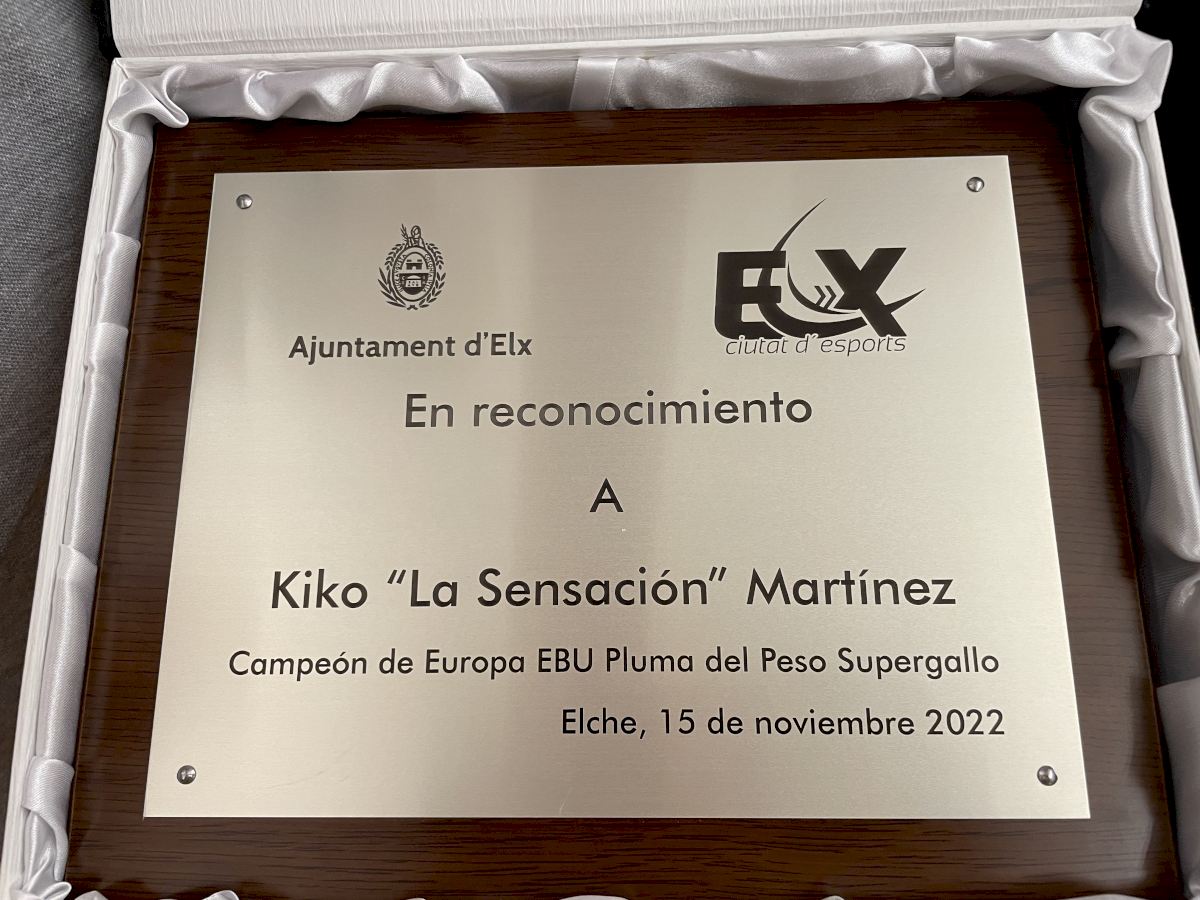 Ajuntament d'Elx
ELX
ciutat d'esports
En reconocimiento
A
Kiko “La Sensación” Martínez
Campeón de Europa EBU Pluma del Peso Supergallo
Elche, 15 de noviembre 2022